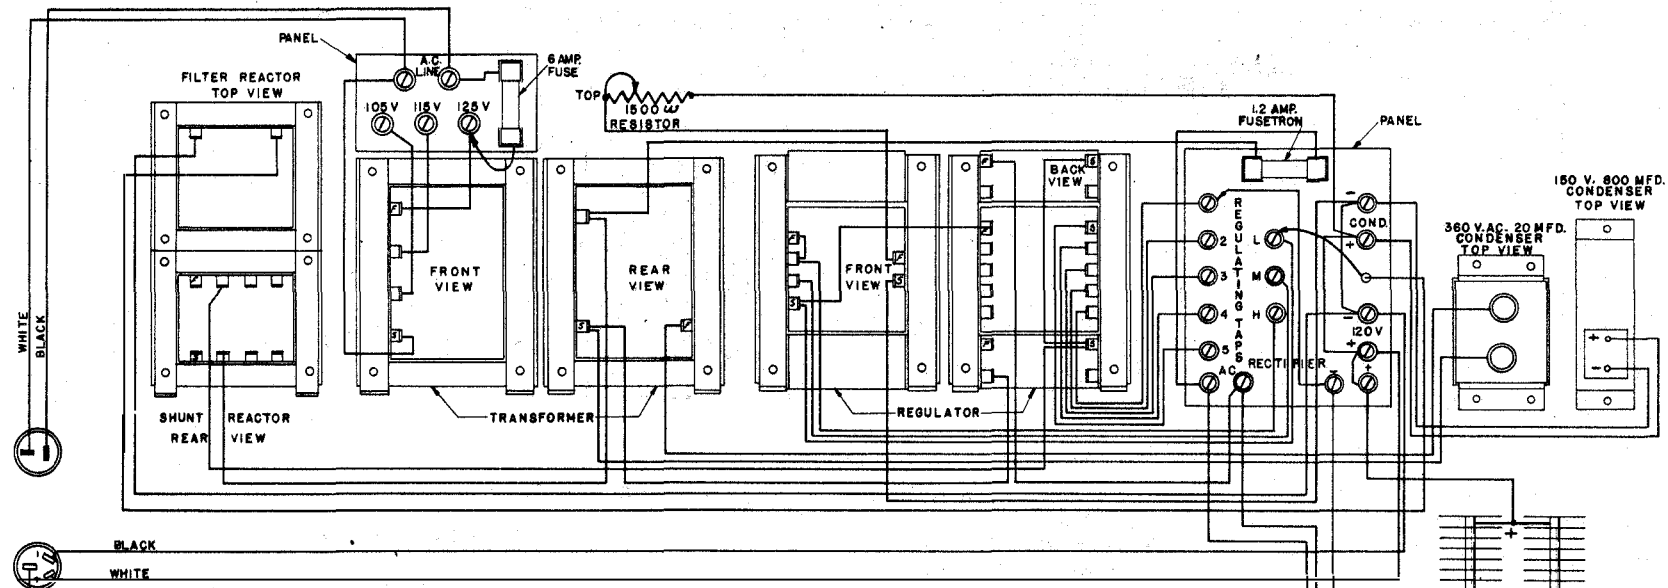 PANEL
A.C.
LINE
6 AMP.
FUSE
105 V
115 V
125 V
FILTER REACTOR
TOP VIEW
TOP
1500 ω
RESISTOR
1.2 AMP.
FUSETRON
PANEL
150 V. 800 MFD.
CONDENSER
TOP VIEW
360 V.AC. 20 MFD.
CONDENSER
TOP VIEW
WHITE
BLACK
F
S
FRONT
VIEW
S
F
REAR
VIEW
S
F
S
FRONT
VIEW
F
S
F
F
BACK
VIEW
S
S
S
REGULATING TAPS
2
3
4
5
L
M
H
-
COND.
+
-
120 V
+
AC
RECTIFIER
-
+
+
-
SHUNT REACTOR
REAR VIEW
TRANSFORMER
REGULATOR
BLACK
WHITE
+